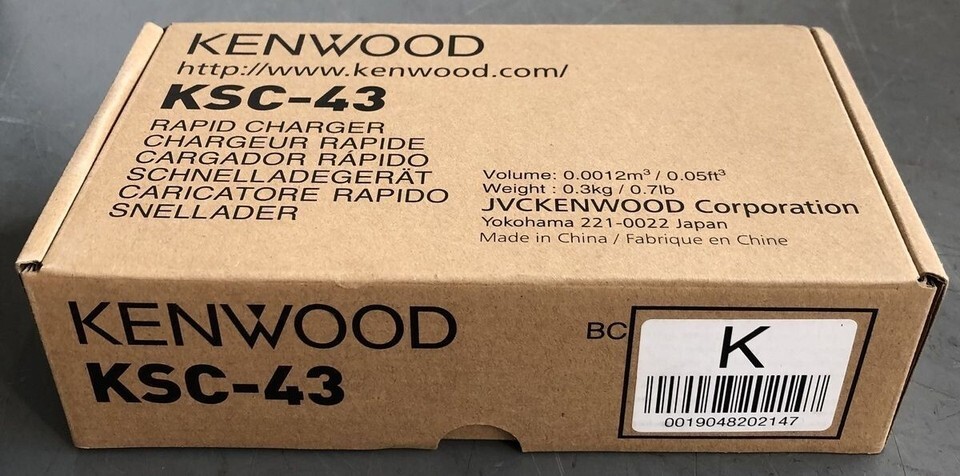 KENWOOD
http://www.kenwood.com/
KSC-43
RAPID CHARGER
CHARGEUR RAPIDE
CARGADOR RÁPIDO
SCHNELLADEGERÄT
CARICATORE RAPIDO
SNELLADER
Volume: 0.0012m³ / 0.05ft³
Weight : 0.3kg / 0.7lb
JVCKENWOOD Corporation
Yokohama 221-0022 Japan
Made in China / Fabrique en Chine
KENWOOD
KSC-43
BC
K
0019048202147